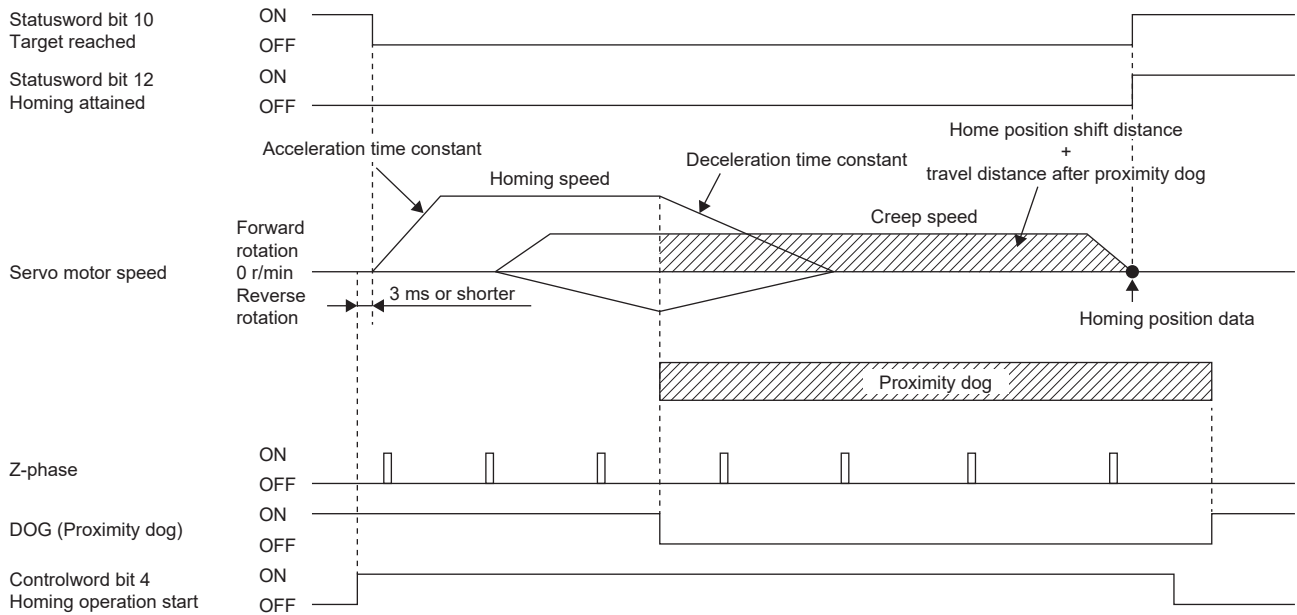 Statusword bit 10
Target reached
ON
OFF
Statusword bit 12
Homing attained
ON
OFF
Acceleration time constant
Homing speed
Deceleration time constant
Home position shift distance
+
travel distance after proximity dog
Creep speed
Servo motor speed
Forward
rotation
0 r/min
Reverse
rotation
3 ms or shorter
Homing position data
Proximity dog
Z-phase
ON
OFF
DOG (Proximity dog)
ON
OFF
Controlword bit 4
Homing operation start
ON
OFF